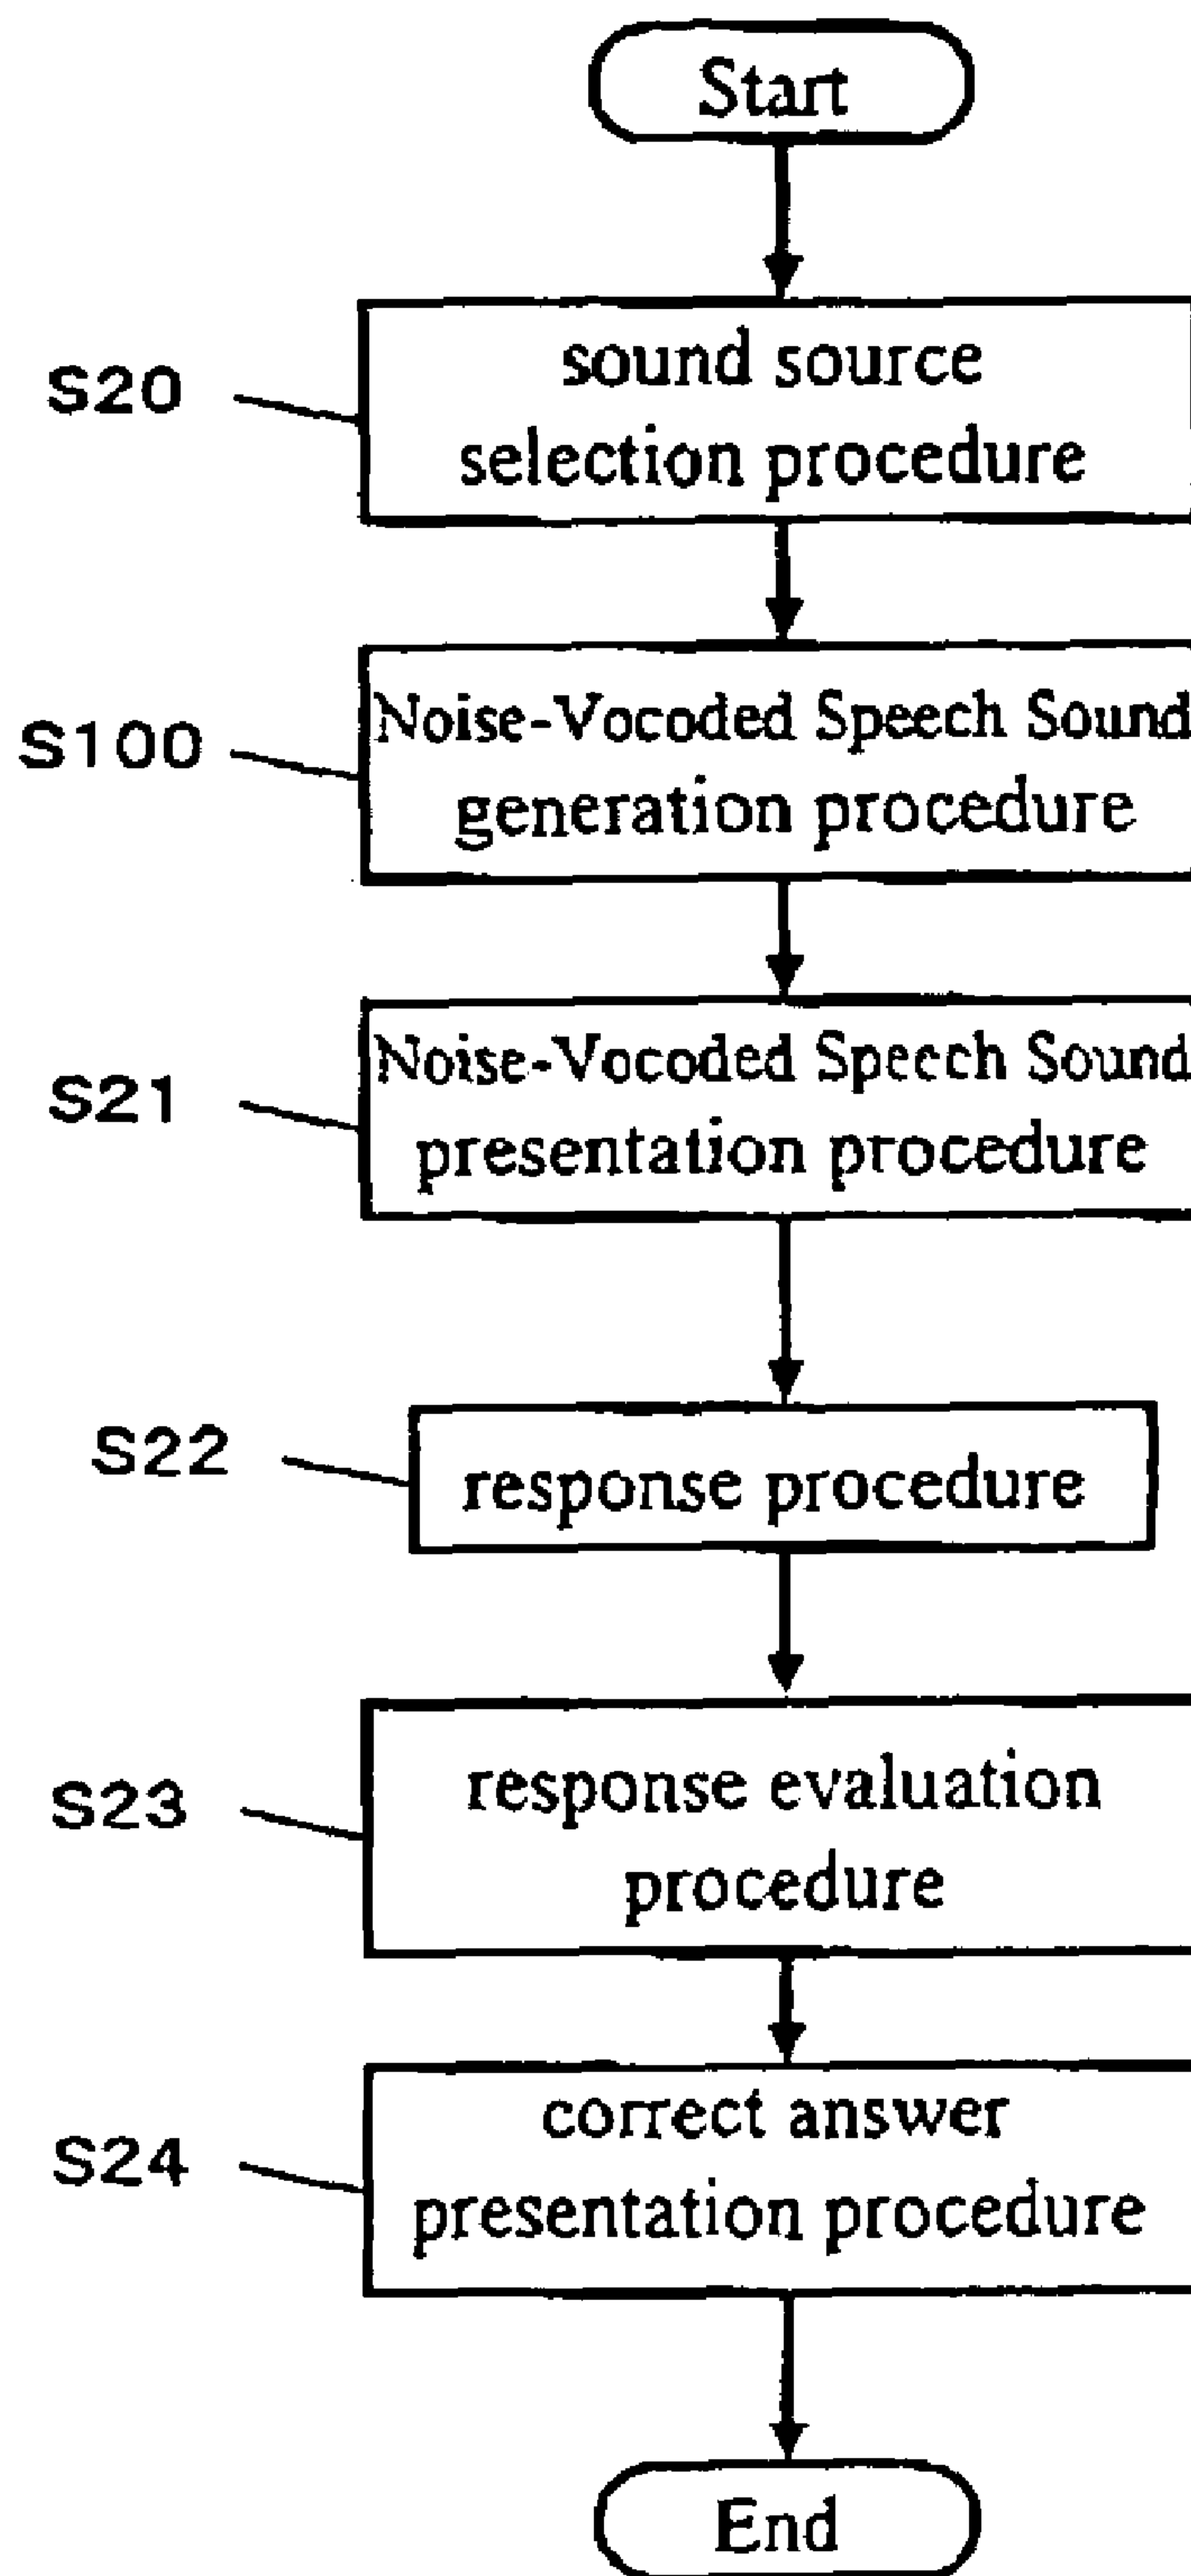 Start
S20
sound source
selection procedure
S100
Noise-Vocoded Speech Sound
generation procedure
S21
Noise-Vocoded Speech Sound
presentation procedure
S22
response procedure
S23
response evaluation
procedure
S24
correct answer
presentation procedure
End